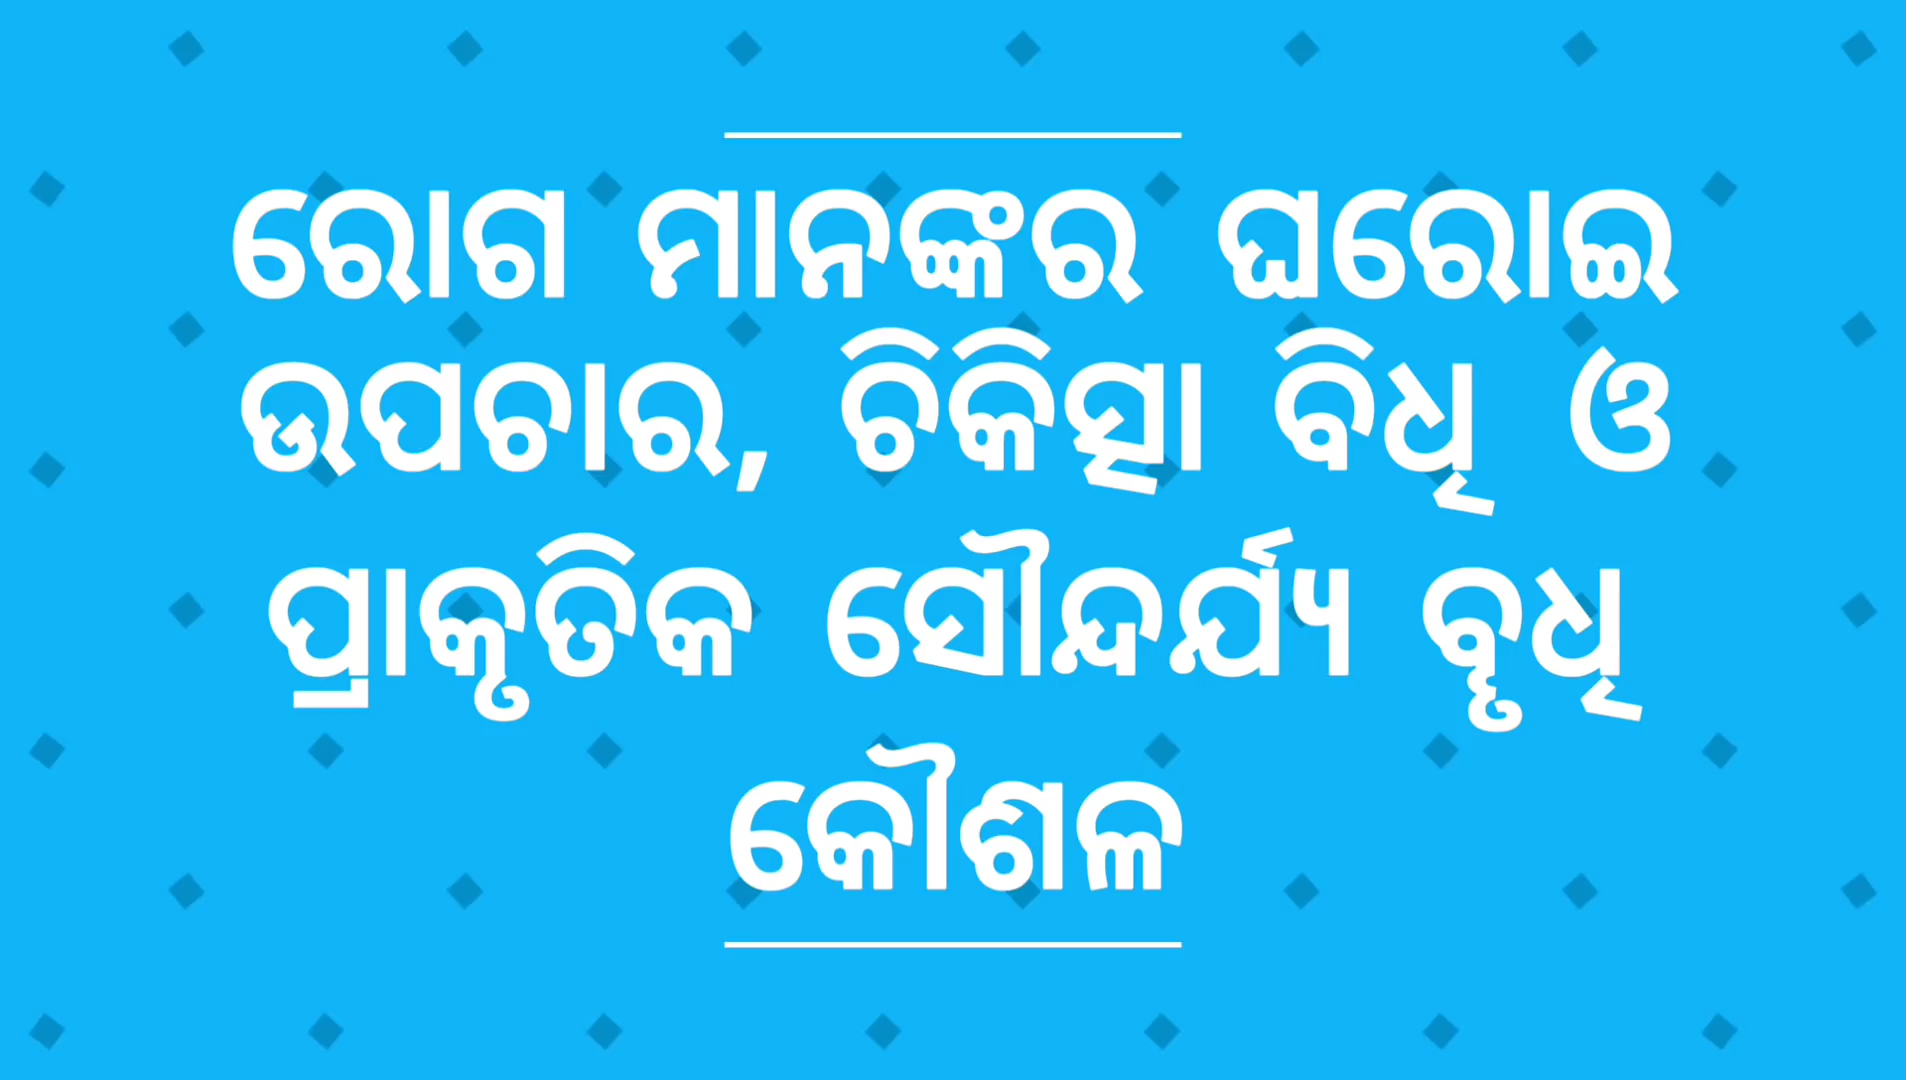 ରୋଗ ମାନଙ୍କର ଘରୋଇ
ଉପଚାର, ଚିକିତ୍ସା ବିଧି ଓ
ପ୍ରାକୃତିକ ସୌନ୍ଦର୍ଯ୍ୟ ବୃଧି
କୌଶଳ